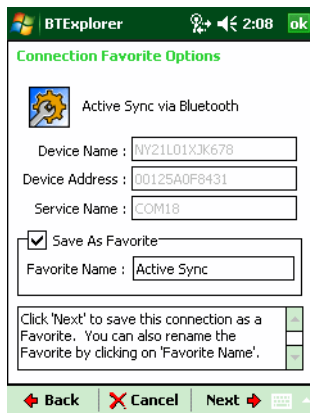 BTExplorer 2:08 ok
Connection Favorite Options
Active Sync via Bluetooth
Device Name : NY21L01XJK678
Device Address : 00125A0F8431
Service Name : COM18
Save As Favorite
Favorite Name : Active Sync
Click 'Next' to save this connection as a
Favorite. You can also rename the
Favorite by clicking on 'Favorite Name'.
Back Cancel Next